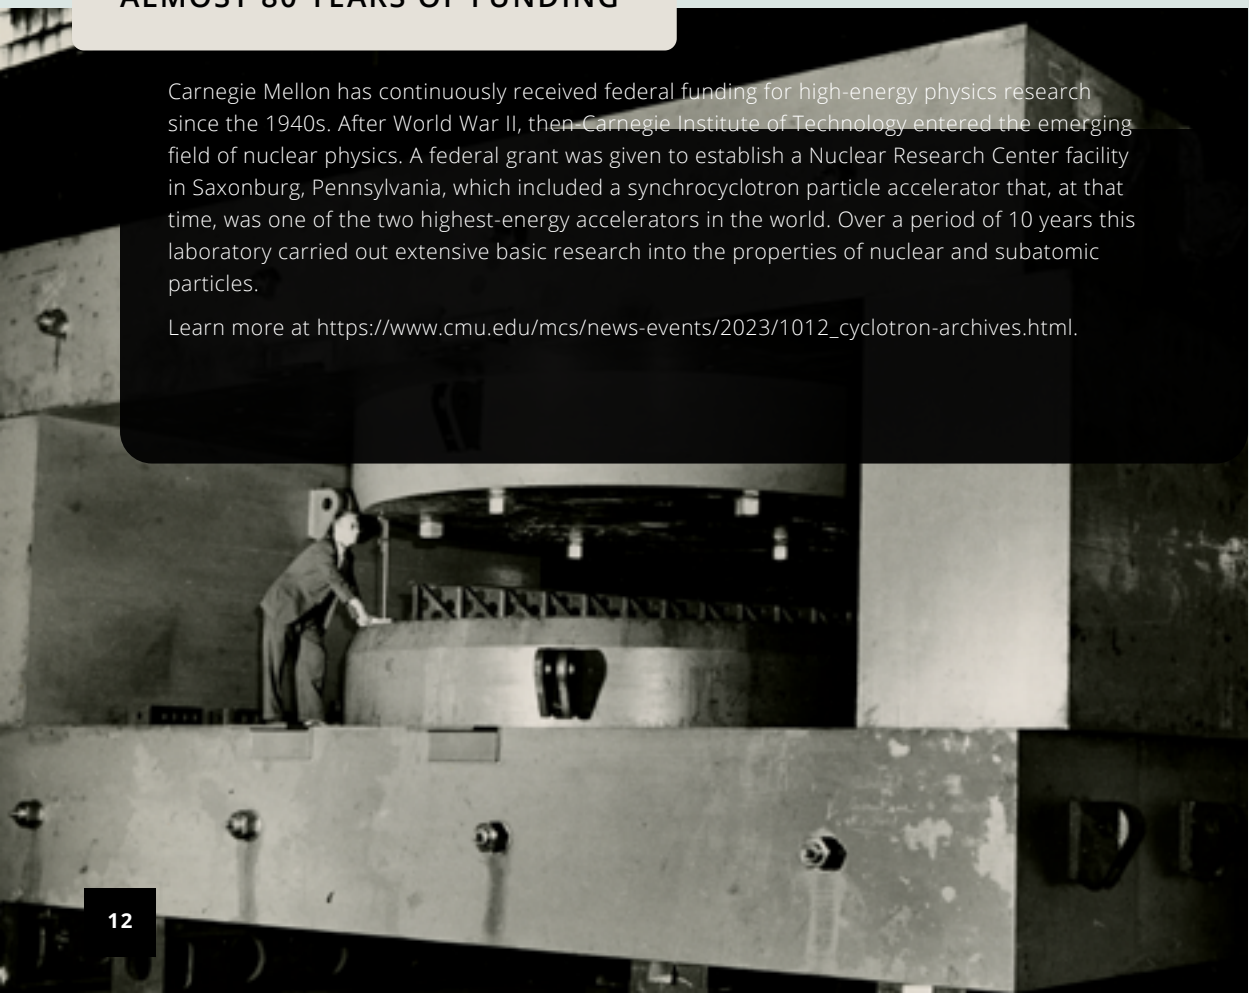 ALMOST 80 YEARS OF FUNDING
Carnegie Mellon has continuously received federal funding for high-energy physics research
since the 1940s. After World War II, then-Carnegie Institute of Technology entered the emerging
field of nuclear physics. A federal grant was given to establish a Nuclear Research Center facility
in Saxonburg, Pennsylvania, which included a synchrocyclotron particle accelerator that, at that
time, was one of the two highest-energy accelerators in the world. Over a period of 10 years this
laboratory carried out extensive basic research into the properties of nuclear and subatomic
particles.
Learn more at https://www.cmu.edu/mcs/news-events/2023/1012_cyclotron-archives.html.
12